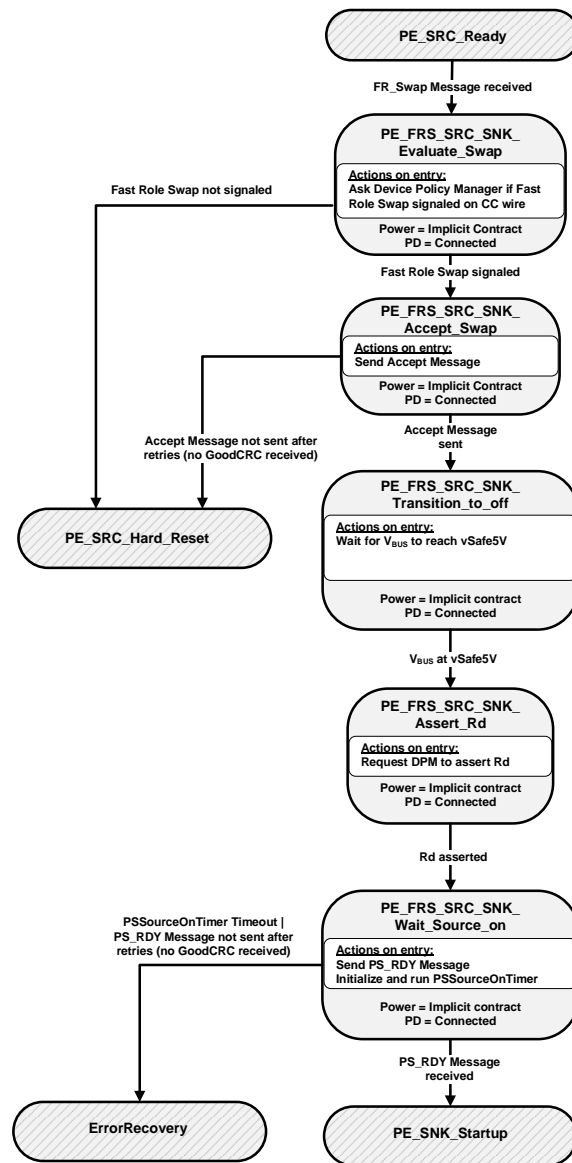 PE_SRC_Ready
FR_Swap Message received
PE_FRS_SRC_SNK_
Evaluate_Swap
Actions on entry:
Ask Device Policy Manager if Fast
Role Swap signaled on CC wire
Power = Implicit Contract
PD = Connected
Fast Role Swap not signaled
Fast Role Swap signaled
PE_FRS_SRC_SNK_
Accept_Swap
Actions on entry:
Send Accept Message
Power = Implicit Contract
PD = Connected
Accept Message not sent after
retries (no GoodCRC received)
Accept Message
sent
PE_SRC_Hard_Reset
PE_FRS_SRC_SNK_
Transition_to_off
Actions on entry:
Wait for VBUS to reach vSafe5V
Power = Implicit contract
PD = Connected
VBUS at vSafe5V
PE_FRS_SRC_SNK_
Assert_Rd
Actions on entry:
Request DPM to assert Rd
Power = Implicit contract
PD = Connected
Rd asserted
PE_FRS_SRC_SNK_
Wait_Source_on
Actions on entry:
Send PS_RDY Message
Initialize and run PSSourceOnTimer
Power = Implicit contract
PD = Connected
PSSourceOnTimer Timeout |
PS_RDY Message not sent after
retries (no GoodCRC received)
PS_RDY Message
received
ErrorRecovery
PE_SNK_Startup